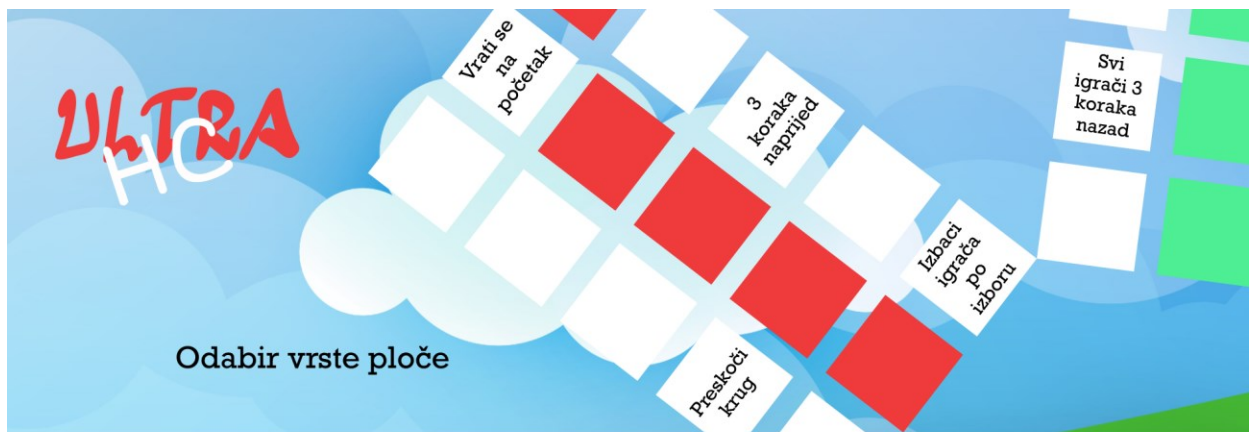 ULTRA
HC
Vrati se
na
početak
3
koraka
naprijed
Svi
igrači 3
koraka
nazad
Izbaci
igrača
po
izboru
Preskoči
krug
Odabir vrste ploče